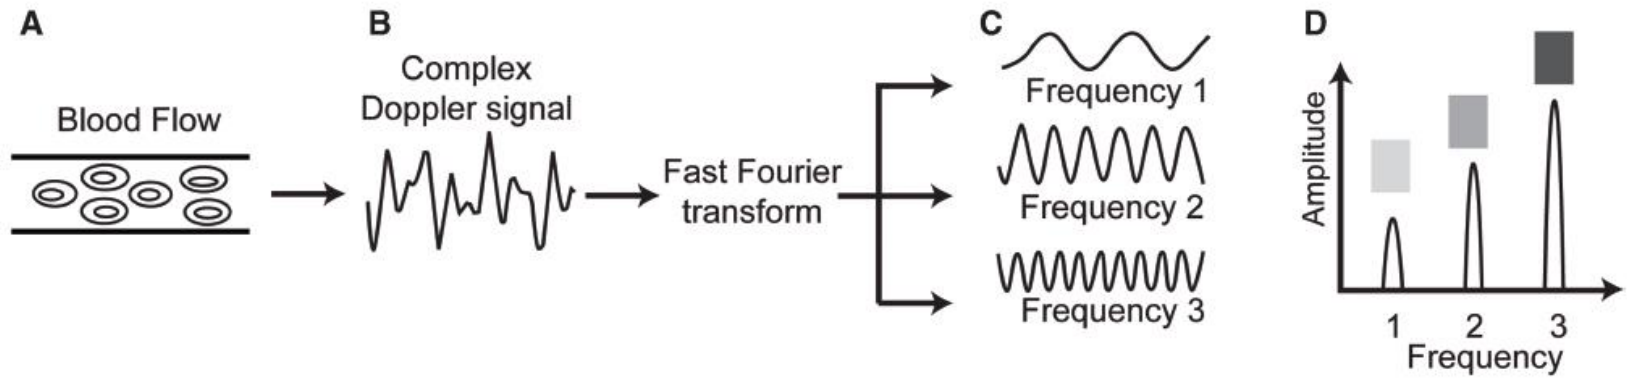 A
Blood Flow
B
Complex
Doppler signal
Fast Fourier
transform
C
Frequency 1
Frequency 2
Frequency 3
D
Amplitude
1 2 3
Frequency